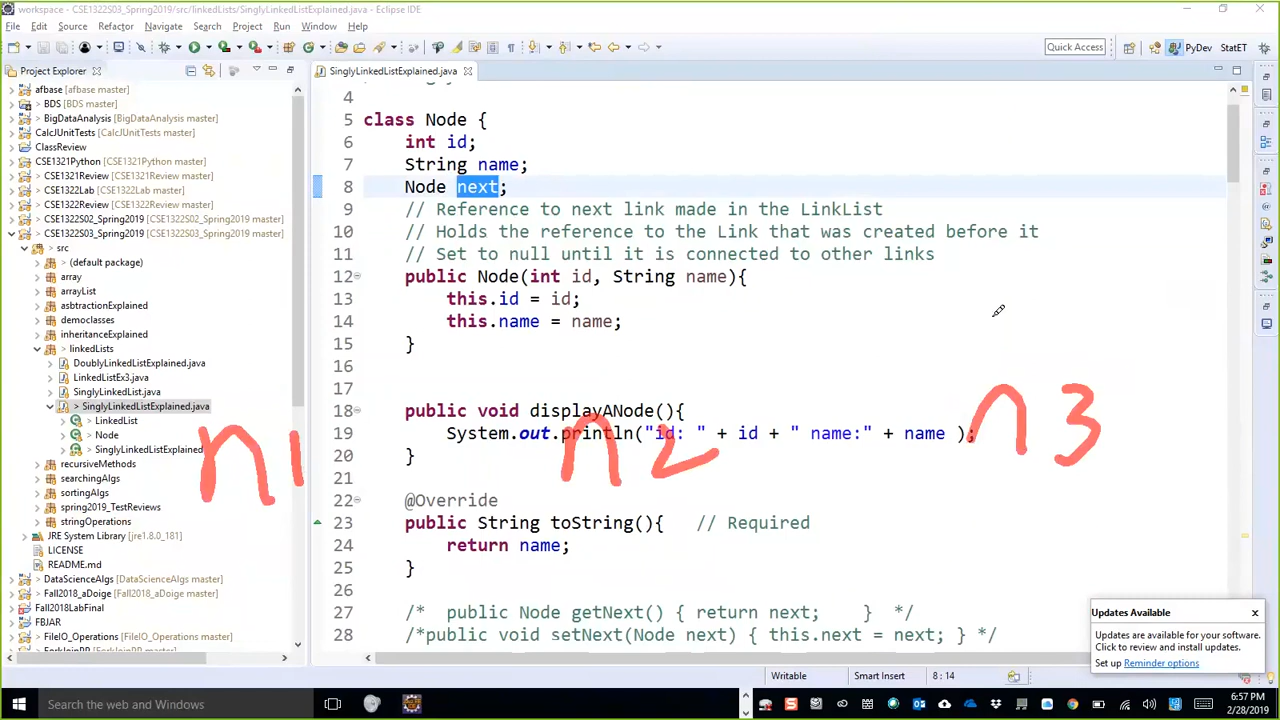 workspace - CSE1322S03_Spring2019/src/linkedLists/SinglyLinkedListExplained.java - Eclipse IDE
File Edit Source Refactor Navigate Search Project Run Window Help
Quick Access
PyDev
StatET
Project Explorer
SinglyLinkedListExplained.java
afbase [afbase master]
> BDS [BDS master]
> BigDataAnalysis [BigDataAnalysis master]
CalcJUnitTests [CalcJUnitTests master]
ClassReview
CSE1321Python [CSE1321Python master]
> CSE1321Review [CSE1321Review master]
> CSE1322Lab [CSE1322Lab master]
> CSE1322Review [CSE1322Review master]
> CSE1322S02_Spring2019 [CSE1322S02_Spring2019 master]
> CSE1322S03_Spring2019 [CSE1322S03_Spring2019 master]
> src
> (default package)
array
arrayList
asbtractionExplained
democlasses
inheritanceExplained
> linkedLists
DoublyLinkedListExplained.java
LinkedListEx3.java
SinglyLinkedList.java
> SinglyLinkedListExplained.java
> LinkedList
> Node
> SinglyLinkedListExplained
recursiveMethods
searchingAlgs
sortingAlgs
spring2019_TestReviews
stringOperations
JRE System Library [jre1.8.0_181]
LICENSE
README.md
> DataScienceAlgs [DataScienceAlgs master]
> Fall2018_aDoige [Fall2018_aDoige master]
Fall2018LabFinal
FBJAR
> FileIO_Operations [FileIO_Operations master]
4
5 class Node {
6 int id;
7 String name;
8 Node next;
9 // Reference to next link made in the LinkList
10 // Holds the reference to the Link that was created before it
11 // Set to null until it is connected to other links
12 public Node(int id, String name){
13 this.id = id;
14 this.name = name;
15 }
16
17
18 public void displayANode(){
19 System.out.println("id: " + id + " name:" + name );
20 }
21
22 @Override
23 public String toString(){ // Required
24 return name;
25 }
26
27 /* public Node getNext() { return next; } */
28 /*public void setNext(Node next) { this.next = next; } */
n1 n2 n3
Updates Available
Updates are available for your software.
Click to review and install updates.
Set up Reminder options
Writable Smart Insert 8 : 14
Search the web and Windows
6:57 PM
2/28/2019